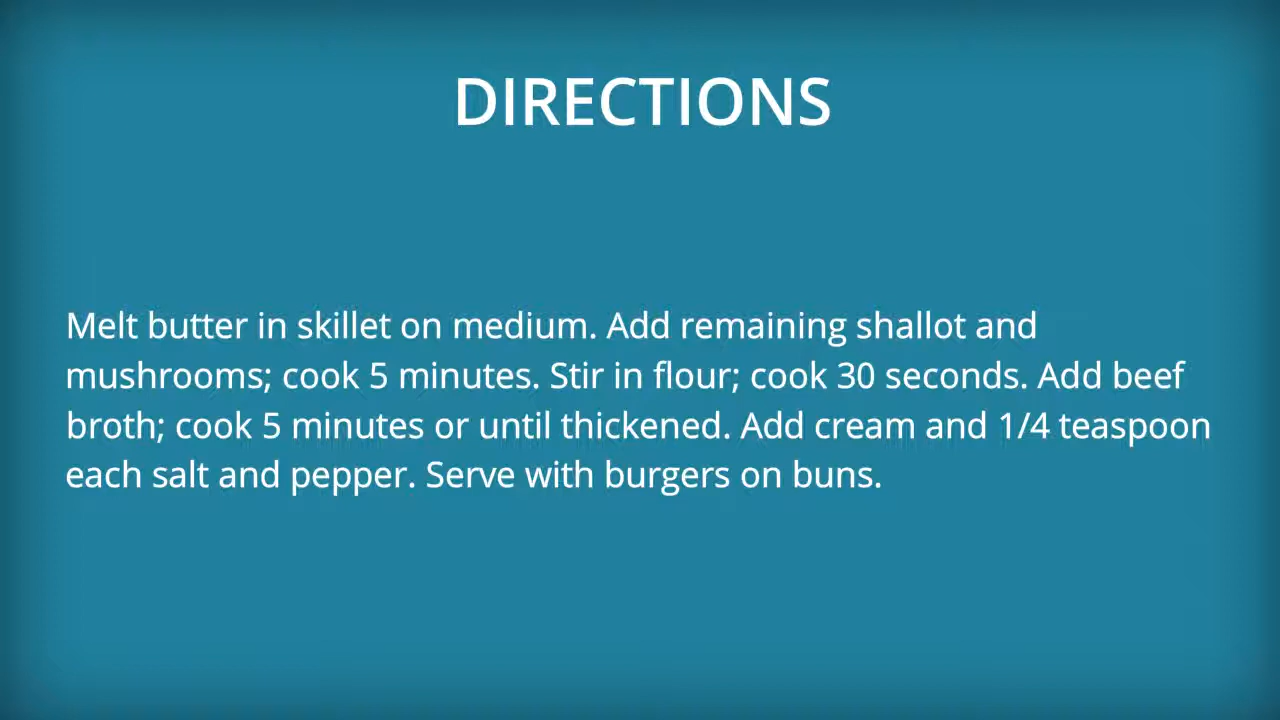 DIRECTIONS
Melt butter in skillet on medium. Add remaining shallot and
mushrooms; cook 5 minutes. Stir in flour; cook 30 seconds. Add beef
broth; cook 5 minutes or until thickened. Add cream and 1/4 teaspoon
each salt and pepper. Serve with burgers on buns.